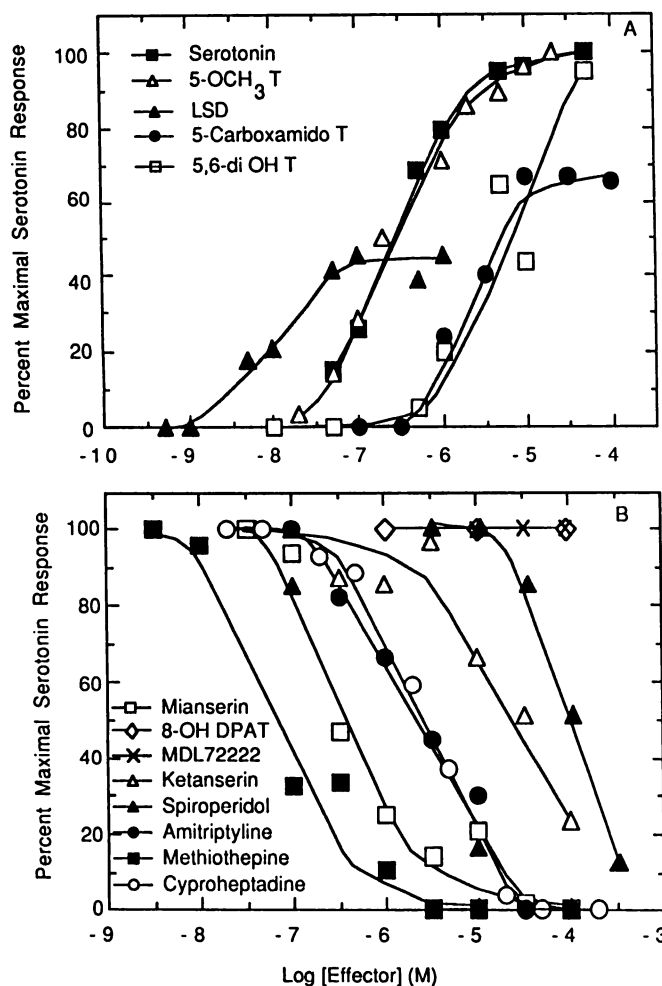 A
Percent Maximal Serotonin Response
100
80
60
40
20
0
Serotonin
5-OCH3 T
LSD
5-Carboxamido T
5,6-di OH T
-10 -9 -8 -7 -6 -5 -4
B
Percent Maximal Serotonin Response
100
80
60
40
20
0
Mianserin
8-OH DPAT
MDL72222
Ketanserin
Spiroperidol
Amitriptyline
Methiothepine
Cyproheptadine
-9 -8 -7 -6 -5 -4 -3
Log [Effector] (M)